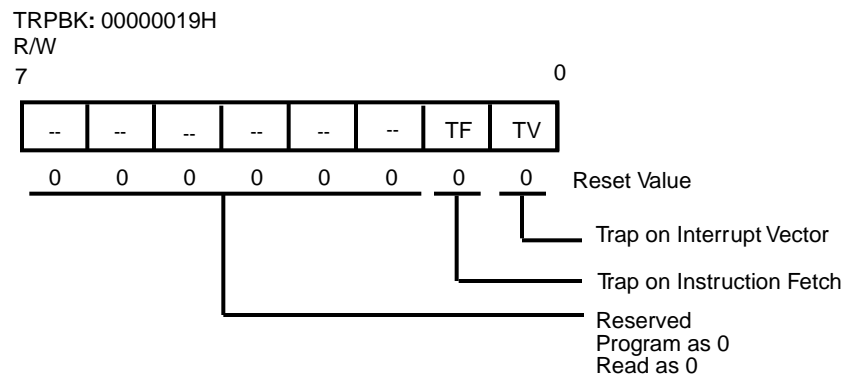 TRPBK: 00000019H
R/W
7 0
-- -- -- -- -- -- TF TV
0 0 0 0 0 0 0 0 Reset Value
Trap on Interrupt Vector
Trap on Instruction Fetch
Reserved
Program as 0
Read as 0